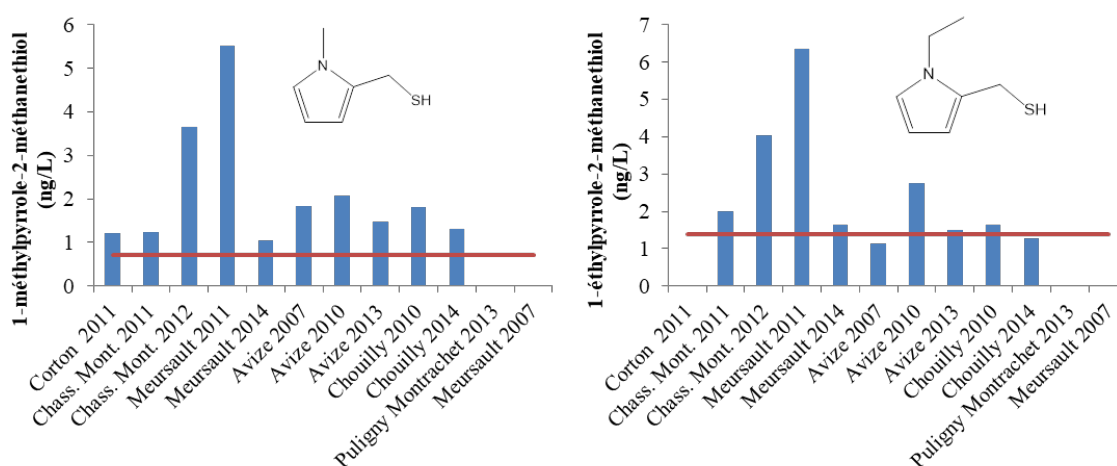 1-méthylpyrrole-2-méthanethiol
(ng/L)
6
5
4
3
2
1
0
N
SH
Corton 2011
Chass. Mont. 2011
Chass. Mont. 2012
Meursault 2011
Meursault 2014
Avize 2007
Avize 2010
Avize 2013
Chouilly 2010
Chouilly 2014
Puligny Montrachet 2013
Meursault 2007
1-éthylpyrrole-2-méthanethiol
(ng/L)
7
6
5
4
3
2
1
0
N
SH
Corton 2011
Chass. Mont. 2011
Chass. Mont. 2012
Meursault 2011
Meursault 2014
Avize 2007
Avize 2010
Avize 2013
Chouilly 2010
Chouilly 2014
Puligny Montrachet 2013
Meursault 2007